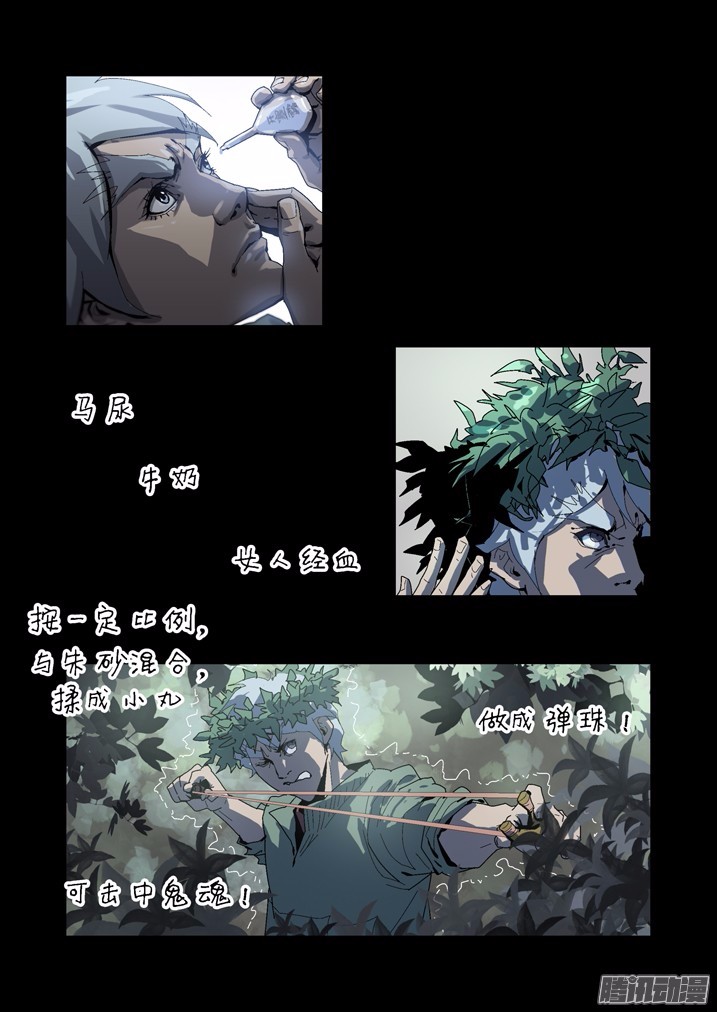 马尿
牛奶
女人经血
按一定比例，
与朱砂混合，
揉成小丸
做成弹珠！
可击中鬼魂！
腾讯动漫